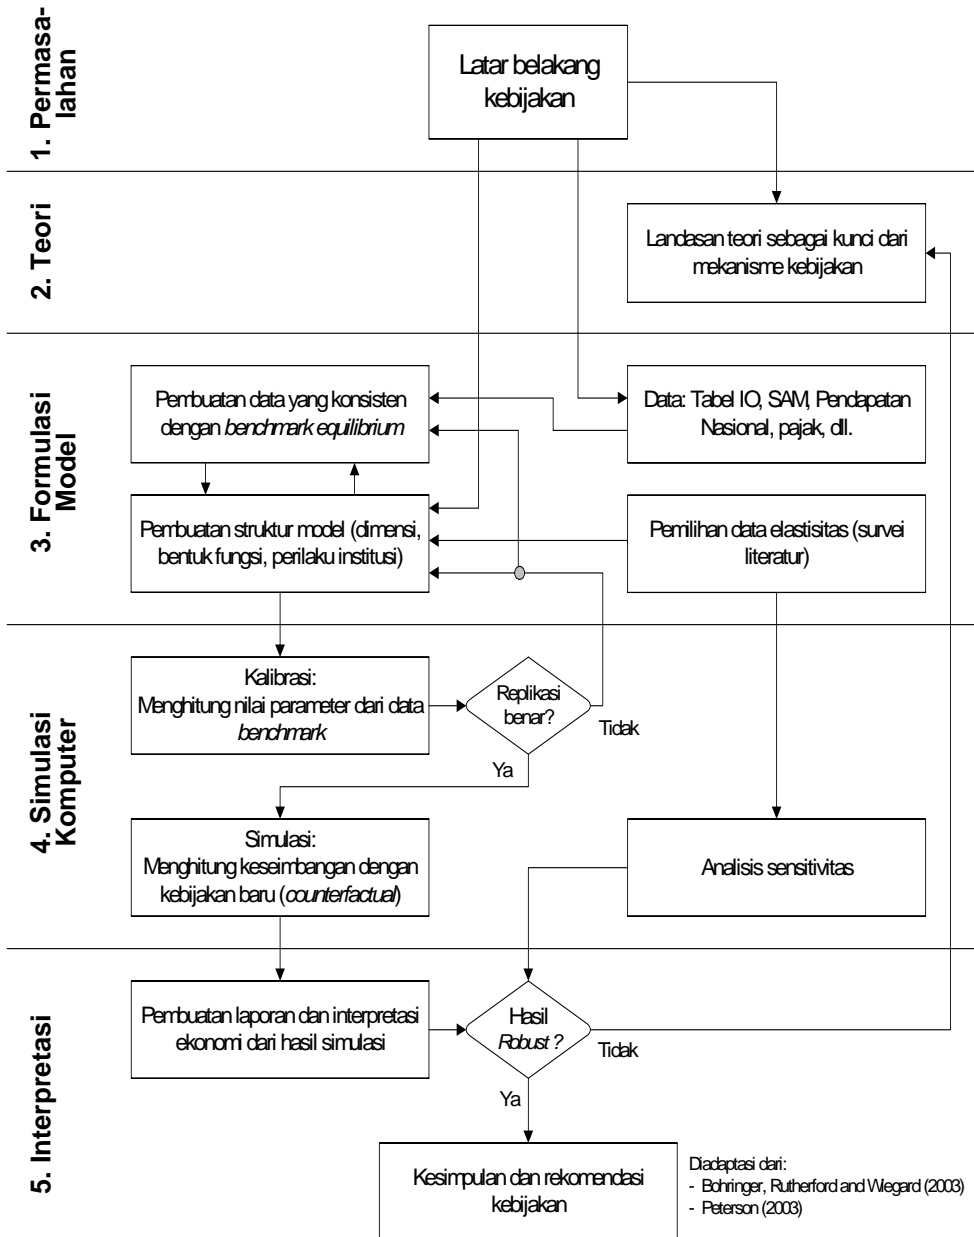 1. Permasa-
lahan
Latar belakang
kebijakan
2. Teori
Landasan teori sebagai kunci dari
mekanisme kebijakan
3. Formulasi
Model
Pembuatan data yang konsisten
dengan benchmark equilibrium
Data: Tabel IO, SAM, Pendapatan
Nasional, pajak, dll.
Pembuatan struktur model (dimensi,
bentuk fungsi, perilaku institusi)
Pemilihan data elastisitas (survei
literatur)
4. Simulasi
Komputer
Kalibrasi:
Menghitung nilai parameter dari data
benchmark
Replikasi
benar?
Tidak
Ya
Simulasi:
Menghitung keseimbangan dengan
kebijakan baru (counterfactual)
Analisis sensitivitas
5. Interpretasi
Pembuatan laporan dan interpretasi
ekonomi dari hasil simulasi
Hasil
Robust ?
Tidak
Ya
Kesimpulan dan rekomendasi
kebijakan
Diadaptasi dari:
- Bohringer, Rutherford and Wiegard (2003)
- Peterson (2003)